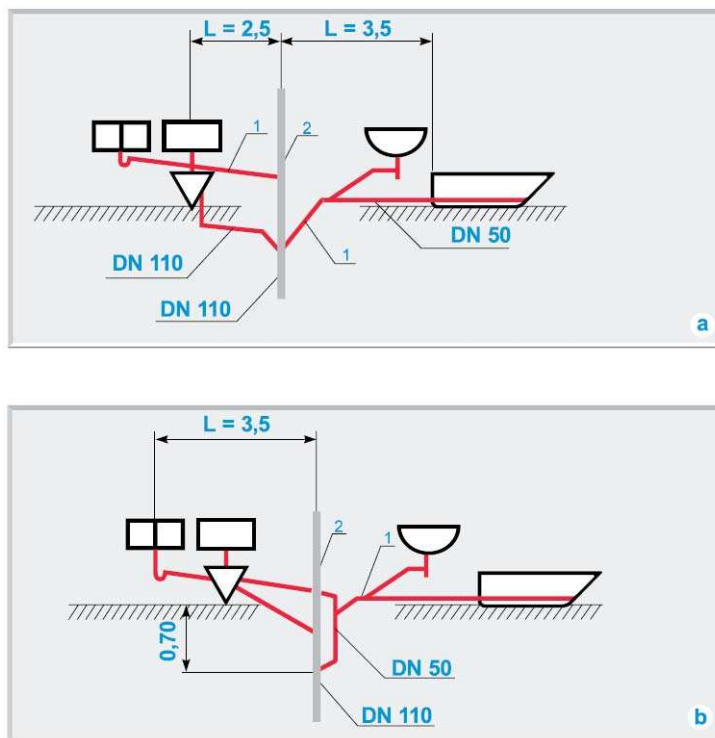 L = 2,5 L = 3,5
1 2
DN 50
1
DN 110
DN 110
a
L = 3,5
2
1
0,70
DN 50
DN 110
b